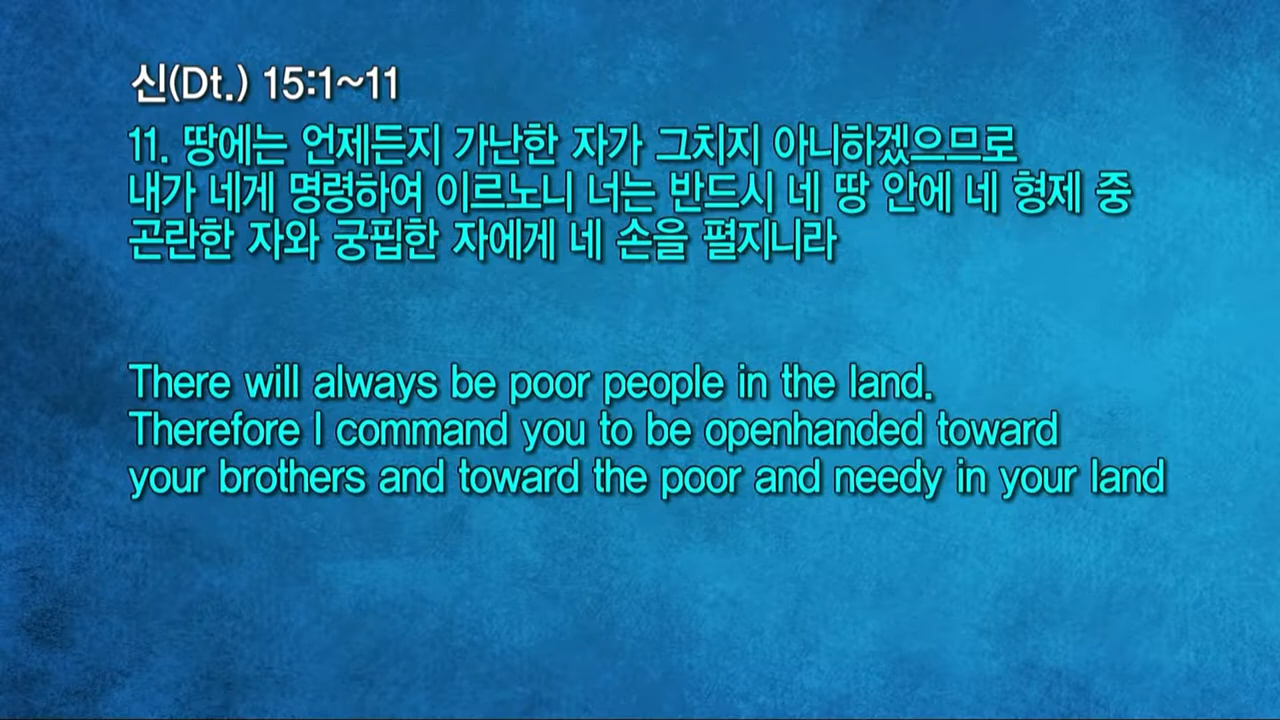 신(Dt.) 15:1~11
11. 땅에는 언제든지 가난한 자가 그치지 아니하겠으므로
내가 네게 명령하여 이르노니 너는 반드시 네 땅 안에 네 형제 중
곤란한 자와 궁핍한 자에게 네 손을 펼지니라
There will always be poor people in the land.
Therefore I command you to be openhanded toward
your brothers and toward the poor and needy in your land